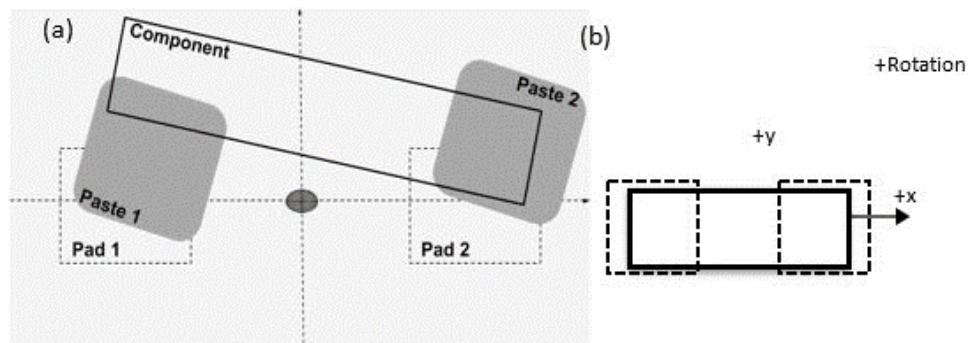 (a)
Component
Paste 1
Pad 1
Paste 2
Pad 2
(b)
+Rotation
+y
+x